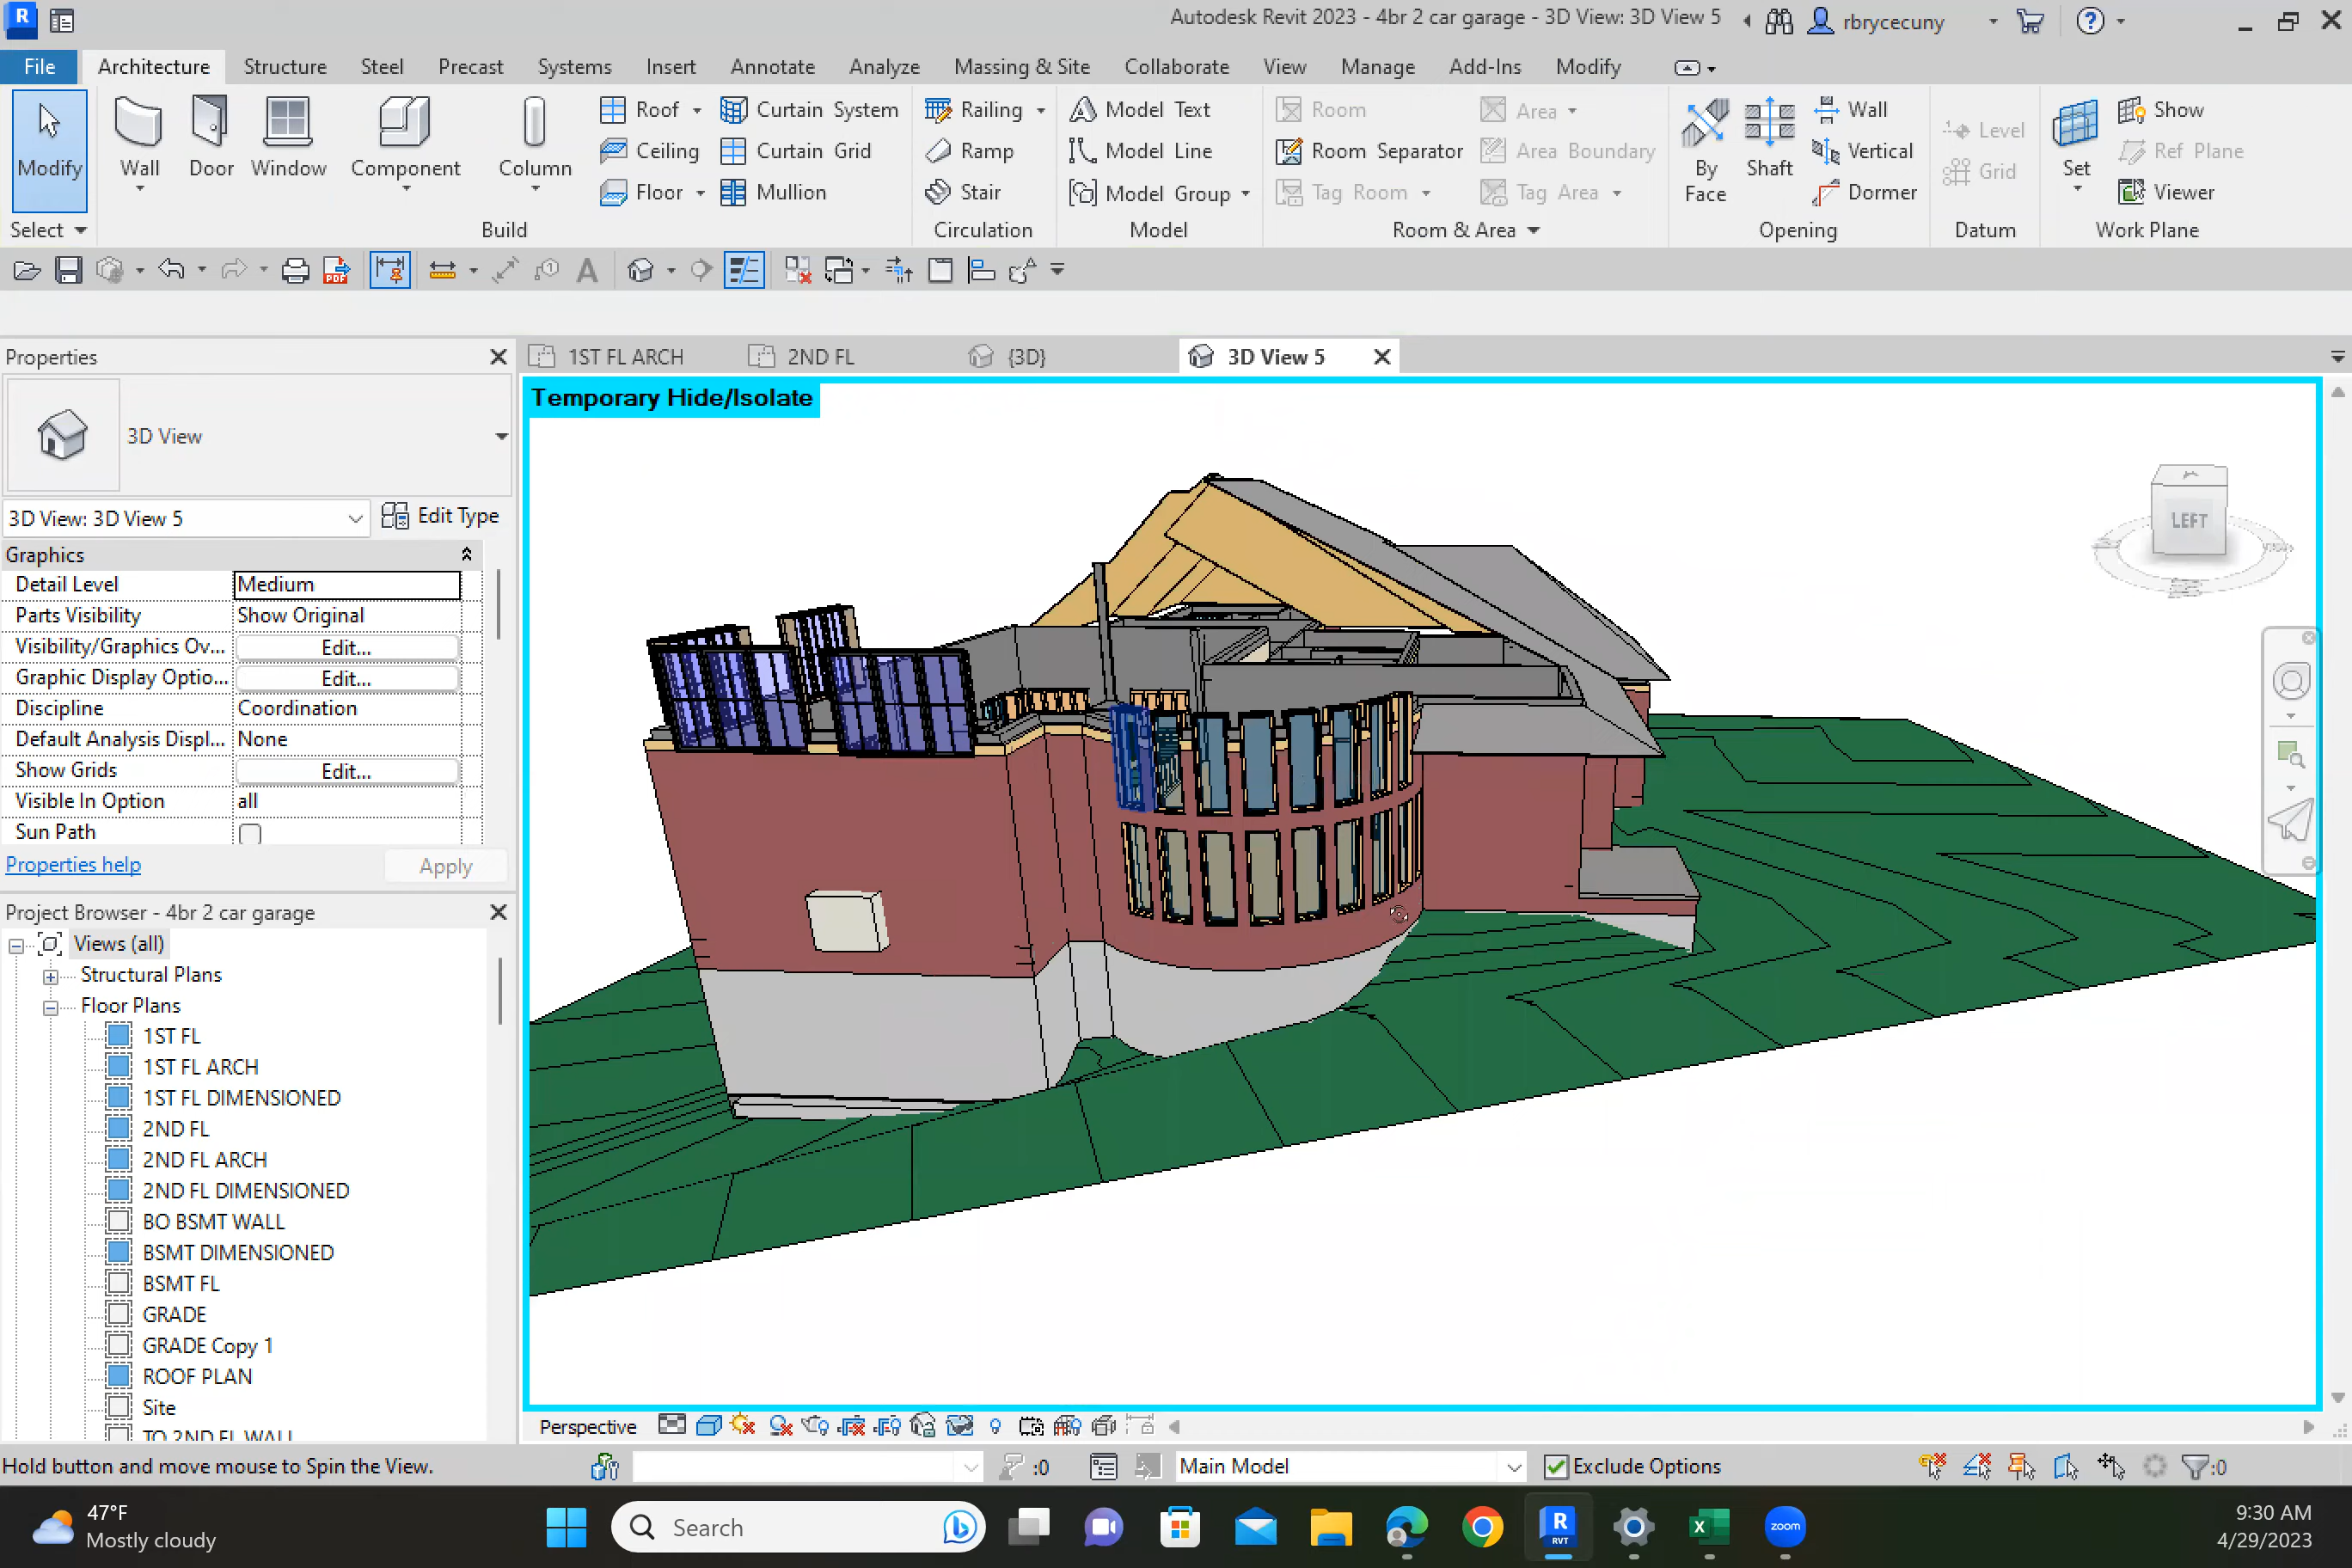 Autodesk Revit 2023 - 4br 2 car garage - 3D View: 3D View 5
rbrycecuny
File Architecture Structure Steel Precast Systems Insert Annotate Analyze Massing & Site Collaborate View Manage Add-Ins Modify
Modify
Wall
Door
Window
Component
Column
Roof
Ceiling
Floor
Curtain System
Curtain Grid
Mullion
Railing
Ramp
Stair
Model Text
Model Line
Model Group
Room
Room Separator
Tag Room
Area
Area Boundary
Tag Area
By
Face
Shaft
Wall
Vertical
Dormer
Level
Grid
Set
Show
Ref Plane
Viewer
Select
Build
Circulation
Model
Room & Area
Opening
Datum
Work Plane
Properties
1ST FL ARCH
2ND FL
{3D}
3D View 5
3D View
3D View: 3D View 5
Edit Type
Graphics
Detail Level Medium
Parts Visibility Show Original
Visibility/Graphics Ov... Edit...
Graphic Display Optio... Edit...
Discipline Coordination
Default Analysis Displ... None
Show Grids Edit...
Visible In Option all
Sun Path
Properties help
Apply
Temporary Hide/Isolate
LEFT
Project Browser - 4br 2 car garage
Views (all)
Structural Plans
Floor Plans
1ST FL
1ST FL ARCH
1ST FL DIMENSIONED
2ND FL
2ND FL ARCH
2ND FL DIMENSIONED
BO BSMT WALL
BSMT DIMENSIONED
BSMT FL
GRADE
GRADE Copy 1
ROOF PLAN
Site
TO 2ND FL WALL
Perspective
Hold button and move mouse to Spin the View.
:0
Main Model
Exclude Options
:0
47°F
Mostly cloudy
Search
R
RVT
zoom
9:30 AM
4/29/2023